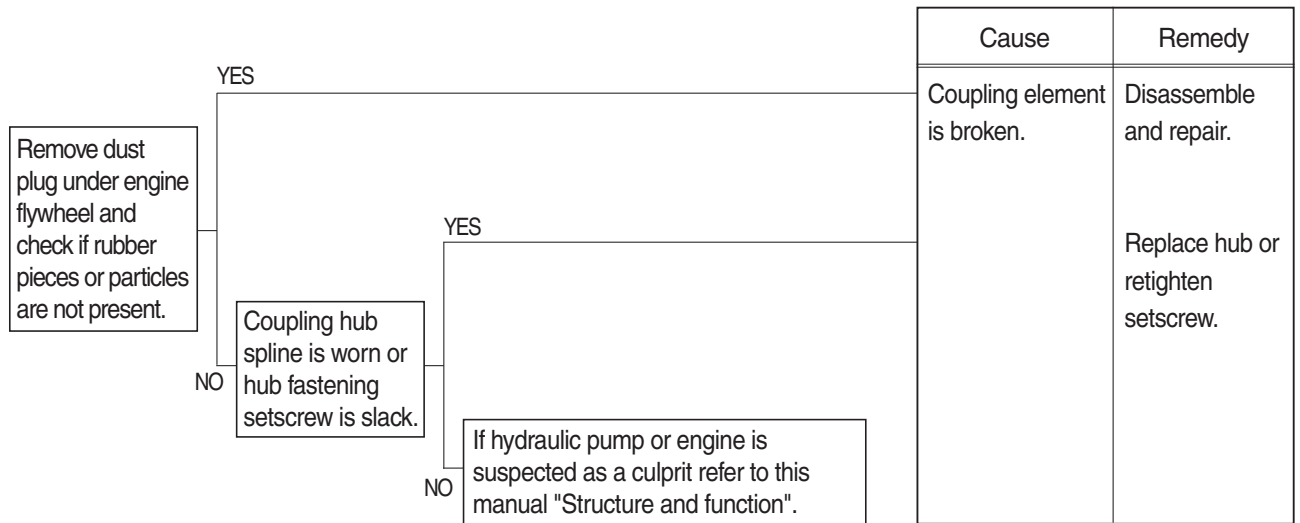 Cause
Remedy
YES
Coupling element
is broken.
Disassemble
and repair.
Remove dust
plug under engine
flywheel and
check if rubber
pieces or particles
are not present.
YES
Replace hub or
retighten
setscrew.
NO
Coupling hub
spline is worn or
hub fastening
setscrew is slack.
NO
If hydraulic pump or engine is
suspected as a culprit refer to this
manual "Structure and function".